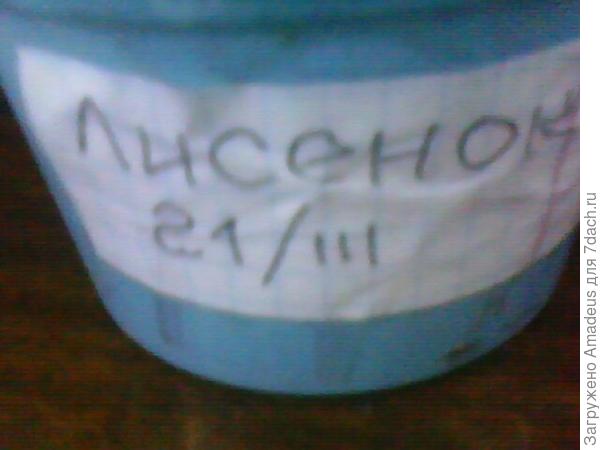 Лисенок
21/III
Загружено Amadeus для 7dach.ru